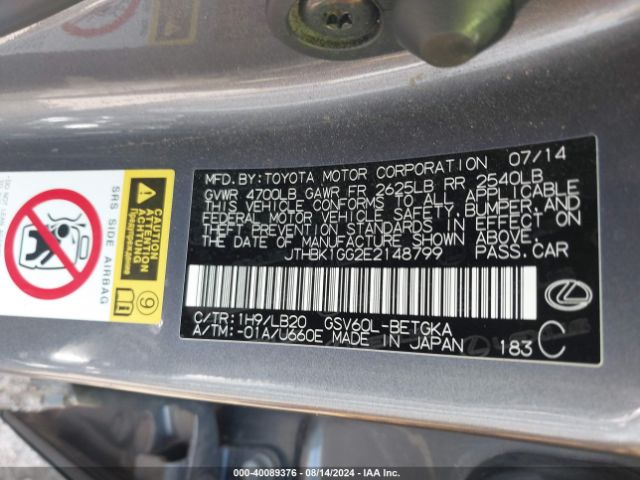 MFD. BY: TOYOTA MOTOR CORPORATION 07/14
GVWR 4700LB GAWR FR 2625LB RR 2540LB
THIS VEHICLE CONFORMS TO ALL APPLICABLE
FEDERAL MOTOR VEHICLE SAFETY, BUMPER, AND
THEFT PREVENTION STANDARDS IN EFFECT ON
THE DATE OF MANUFACTURE SHOWN ABOVE.
JTHBK1GG2E2148799 PASS.CAR
C/TR: 1H9/LB20 GSV60L-BETGKA
A/TM: -01A/U660E MADE IN JAPAN 183 C
SRS SIDE AIRBAG
CAUTION
9
000-40089376 - 08/14/2024 - IAA, LLC.